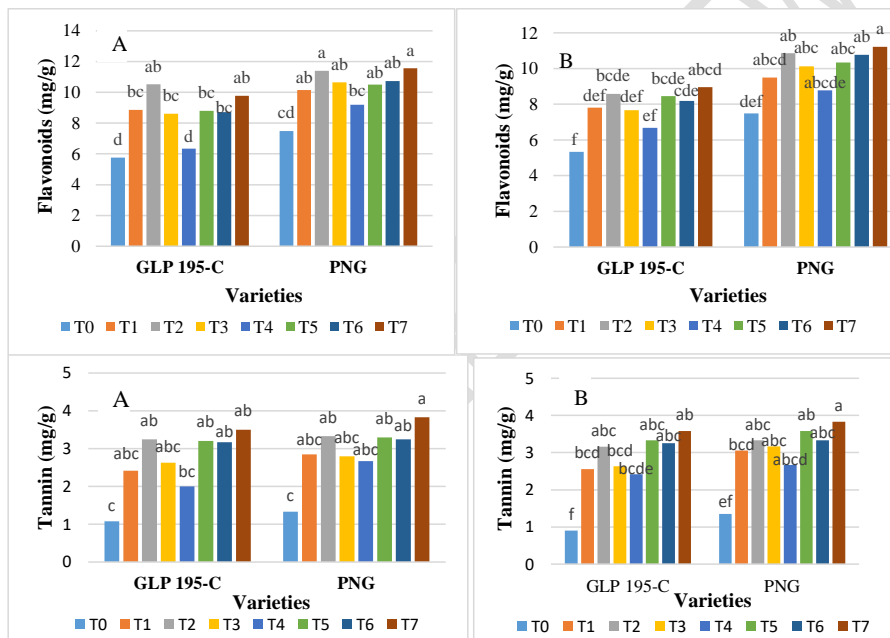 A
Flavonoids (mg/g)
14
12
10
8
6
4
2
0
d bc ab bc d bc bc bc
cd ab a ab bc ab ab a
GLP 195-C PNG
Varieties
T0 T1 T2 T3 T4 T5 T6 T7
B
Flavonoids (mg/g)
12
10
8
6
4
2
0
f def bcde def ef bcde cde abcd
def abcd ab abc abcde abc ab a
GLP 195-C PNG
Varieties
T0 T1 T2 T3 T4 T5 T6 T7
A
Tannin (mg/g)
5
4
3
2
1
0
c abc ab abc bc ab ab ab
c abc ab abc abc ab ab a
GLP 195-C PNG
Varieties
T0 T1 T2 T3 T4 T5 T6 T7
B
Tannin (mg/g)
5
4
3
2
1
0
f bcd abc bcd bcde abc abc ab
ef bcd abc abc abcd ab abc a
GLP 195-C PNG
Varieties
T0 T1 T2 T3 T4 T5 T6 T7